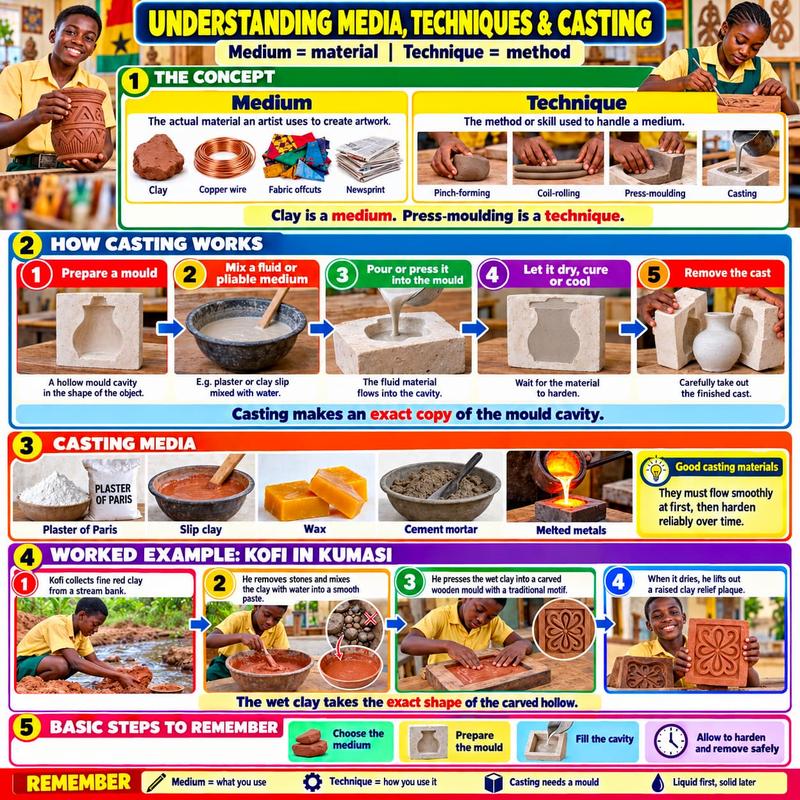 UNDERSTANDING MEDIA, TECHNIQUES & CASTING
Medium = material | Technique = method
1 THE CONCEPT
Medium
The actual material an artist uses to create artwork.
Clay
Copper wire
Fabric offcuts
Newsprint
Technique
The method or skill used to handle a medium.
Pinch-forming
Coil-rolling
Press-moulding
Casting
Clay is a medium. Press-moulding is a technique.
2 HOW CASTING WORKS
1 Prepare a mould
A hollow mould cavity
in the shape of the object.
2 Mix a fluid or
pliable medium
E.g. plaster or clay slip
mixed with water.
3 Pour or press it
into the mould
The fluid material
flows into the cavity.
4 Let it dry, cure
or cool
Wait for the material
to harden.
5 Remove the cast
Carefully take out
the finished cast.
Casting makes an exact copy of the mould cavity.
3 CASTING MEDIA
PLASTER
OF PARIS
Plaster of Paris
Slip clay
Wax
Cement mortar
Melted metals
Good casting materials
They must flow smoothly
at first, then harden
reliably over time.
4 WORKED EXAMPLE: KOFI IN KUMASI
1 Kofi collects fine red clay
from a stream bank.
2 He removes stones and mixes
the clay with water into a smooth
paste.
3 He presses the wet clay into a carved
wooden mould with a traditional motif.
4 When it dries, he lifts out
a raised clay relief plaque.
The wet clay takes the exact shape of the carved hollow.
5 BASIC STEPS TO REMEMBER
Choose the
medium
Prepare
the mould
Fill the cavity
Allow to harden
and remove safely
REMEMBER
Medium = what you use
Technique = how you use it
Casting needs a mould
Liquid first, solid later